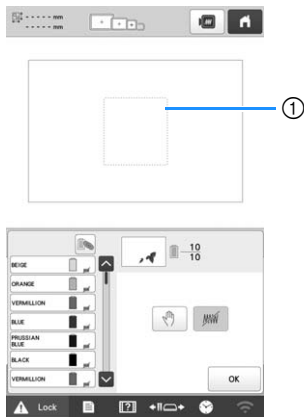 mm
mm
①
10
10
BEIGE
ORANGE
VERMILLION
BLUE
PRUSSIAN
BLUE
BLACK
VERMILLION
OK
Lock